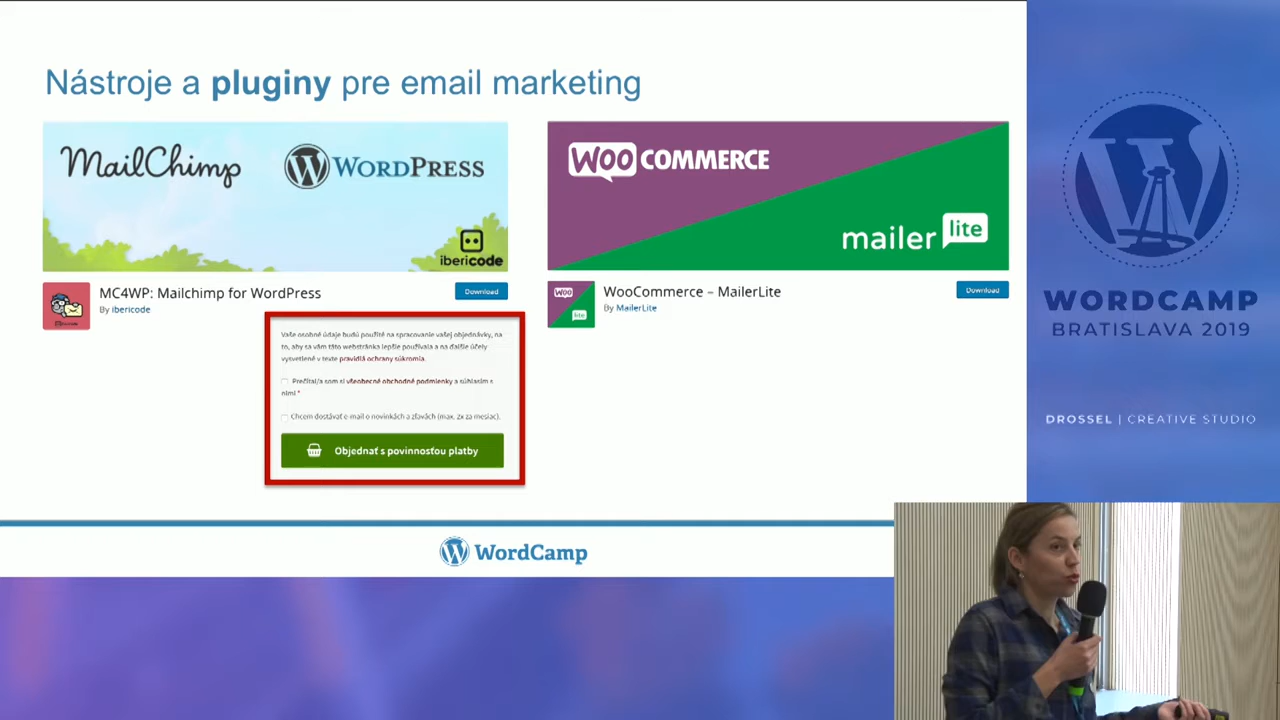 Nástroje a pluginy pre email marketing
MailChimp
WORDPRESS
ibericode
MC4WP: Mailchimp for WordPress
By ibericode
Download
WOO COMMERCE
mailer lite
WooCommerce – MailerLite
By MailerLite
Download
Vaše osobné údaje budú použité na spracovanie vašej objednávky, na
to, aby sa vám táto webstránka lepšie používala a na ďalšie účely
vysvetlené v texte pravidlá ochrany súkromia.
Prečítal/a som si všeobecné obchodné podmienky a súhlasím s
nimi *
Chcem dostávať e-mail o novinkách a zľavách (max. 2x za mesiac).
Objednať s povinnosťou platby
WordCamp
WORDCAMP
BRATISLAVA 2019
DROSSEL | CREATIVE STUDIO